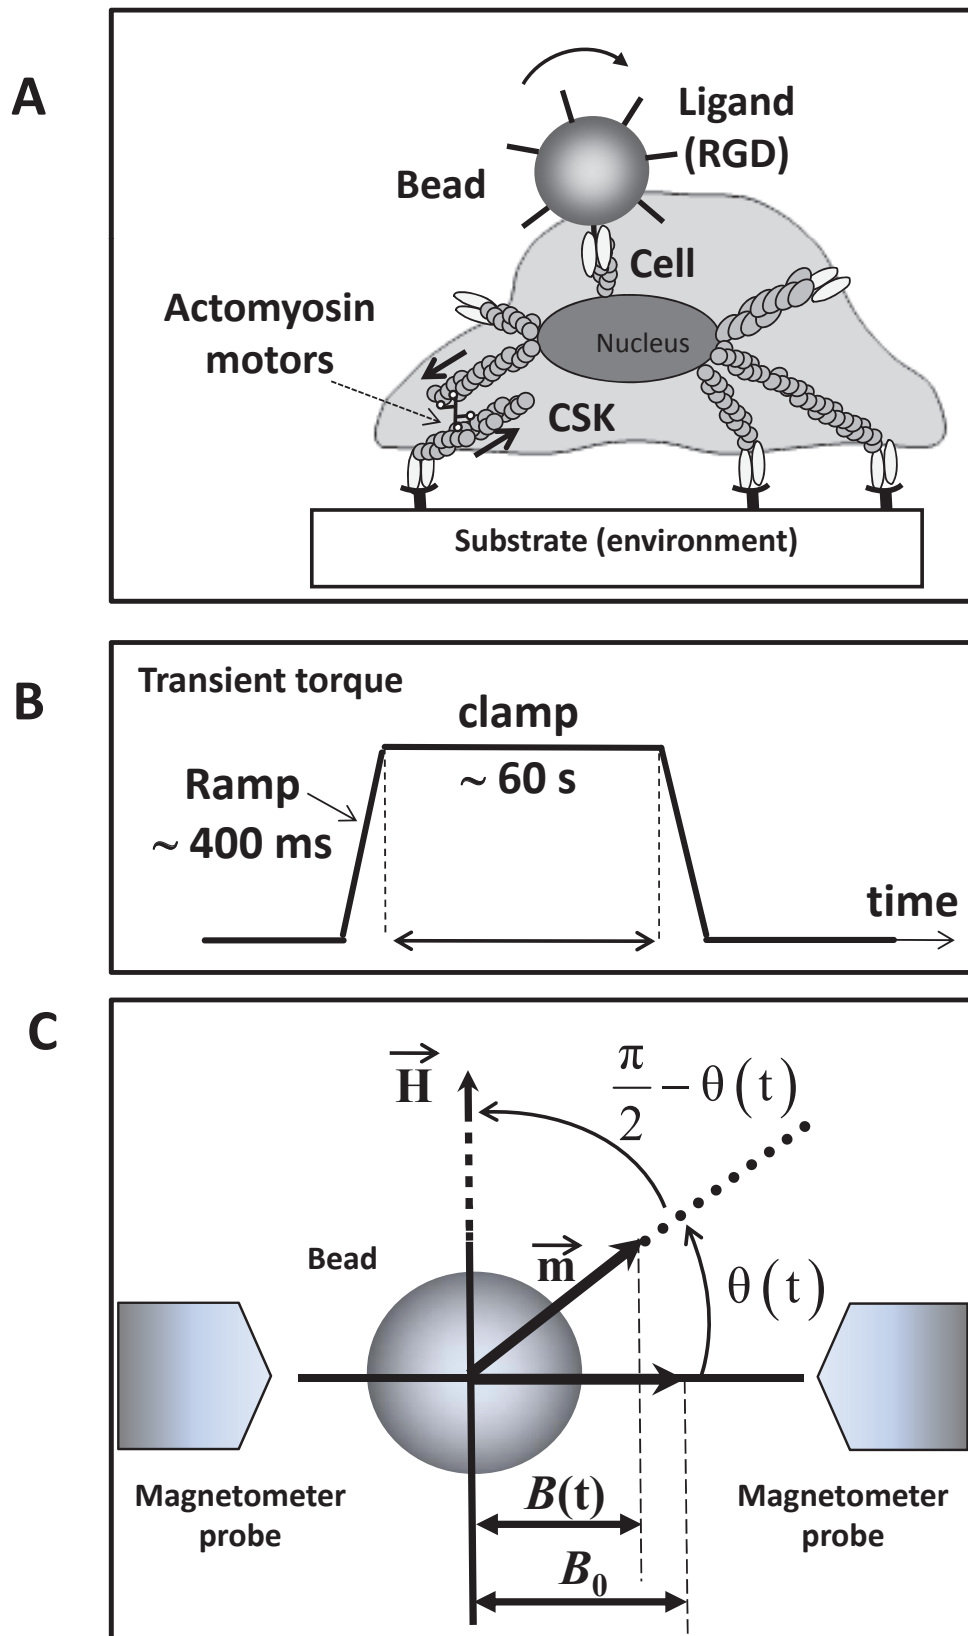 A
Ligand
(RGD)
Bead
Cell
Actomyosin
motors
Nucleus
CSK
Substrate (environment)
B
Transient torque
clamp
~ 60 s
Ramp
~ 400 ms
time
C
H
π/2 − θ(t)
Bead
m
θ(t)
Magnetometer
probe
Magnetometer
probe
B(t)
B₀